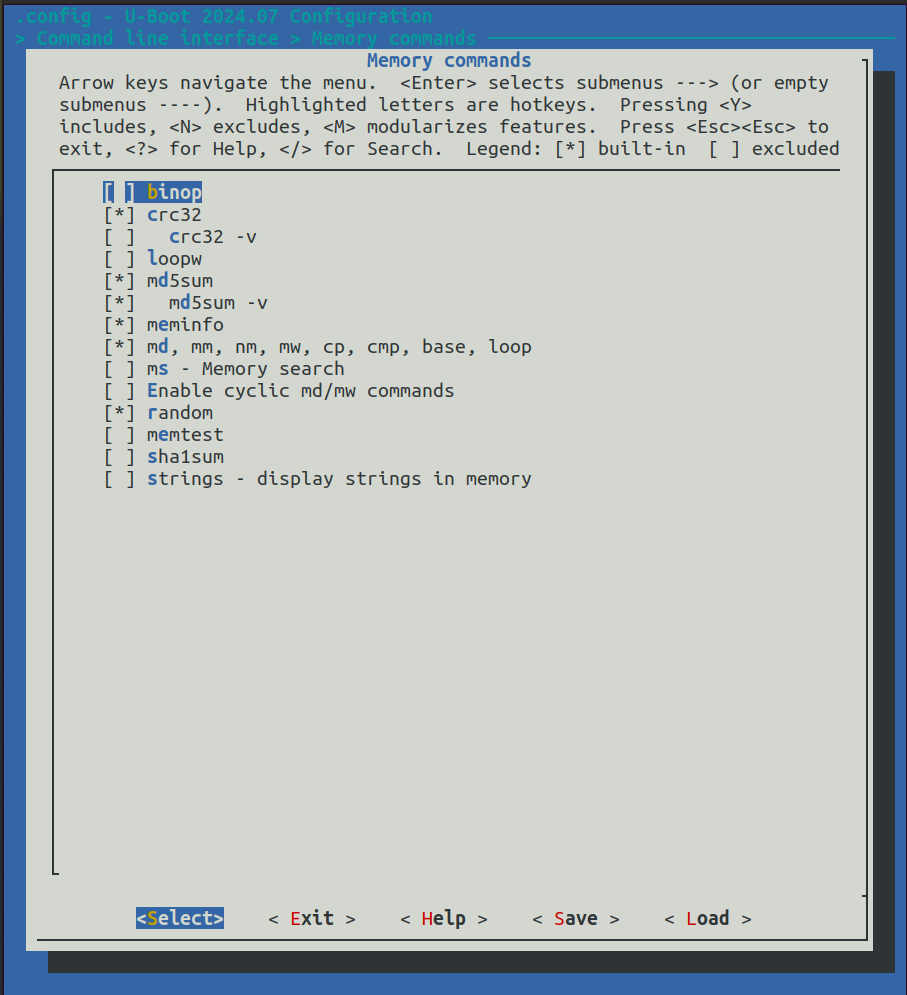 .config - U-Boot 2024.07 Configuration
> Command line interface > Memory commands
Memory commands
Arrow keys navigate the menu.  <Enter> selects submenus ---> (or empty
submenus ----).  Highlighted letters are hotkeys.  Pressing <Y>
includes, <N> excludes, <M> modularizes features.  Press <Esc><Esc> to
exit, <?> for Help, </> for Search.  Legend: [*] built-in  [ ] excluded
[ ] binop
[*] crc32
[ ]   crc32 -v
[ ] loopw
[*] md5sum
[*]   md5sum -v
[*] meminfo
[*] md, mm, nm, mw, cp, cmp, base, loop
[ ] ms - Memory search
[ ] Enable cyclic md/mw commands
[*] random
[ ] memtest
[ ] sha1sum
[ ] strings - display strings in memory
<Select>    < Exit >    < Help >    < Save >    < Load >